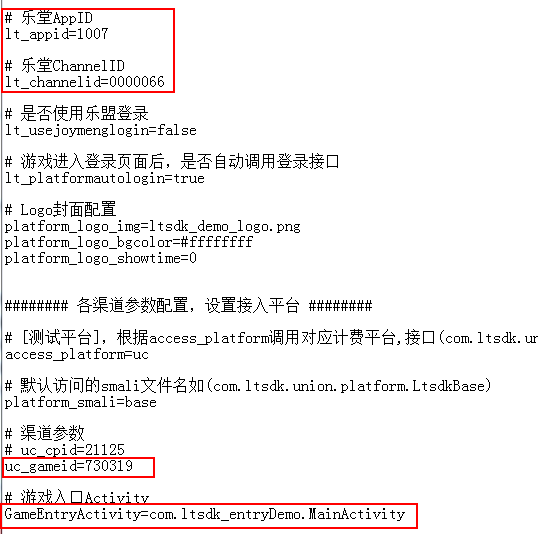 # 乐堂AppID
lt_appid=1007
# 乐堂ChannelID
lt_channelid=0000066
# 是否使用乐盟登录
lt_usejoymenglogin=false
# 游戏进入登录页面后，是否自动调用登录接口
lt_platformautologin=true
# Logo封面配置
platform_logo_img=ltsdk_demo_logo.png
platform_logo_bgcolor=#ffffffff
platform_logo_showtime=0
######## 各渠道参数配置，设置接入平台 ########
# [测试平台]，根据access_platform调用对应计费平台,接口(com.ltsdk.un
access_platform=uc
# 默认访问的smali文件名如(com.ltsdk.union.platform.LtsdkBase)
platform_smali=base
# 渠道参数
# uc_cpid=21125
uc_gameid=730319
# 游戏入口Activity
GameEntryActivity=com.ltsdk_entryDemo.MainActivity